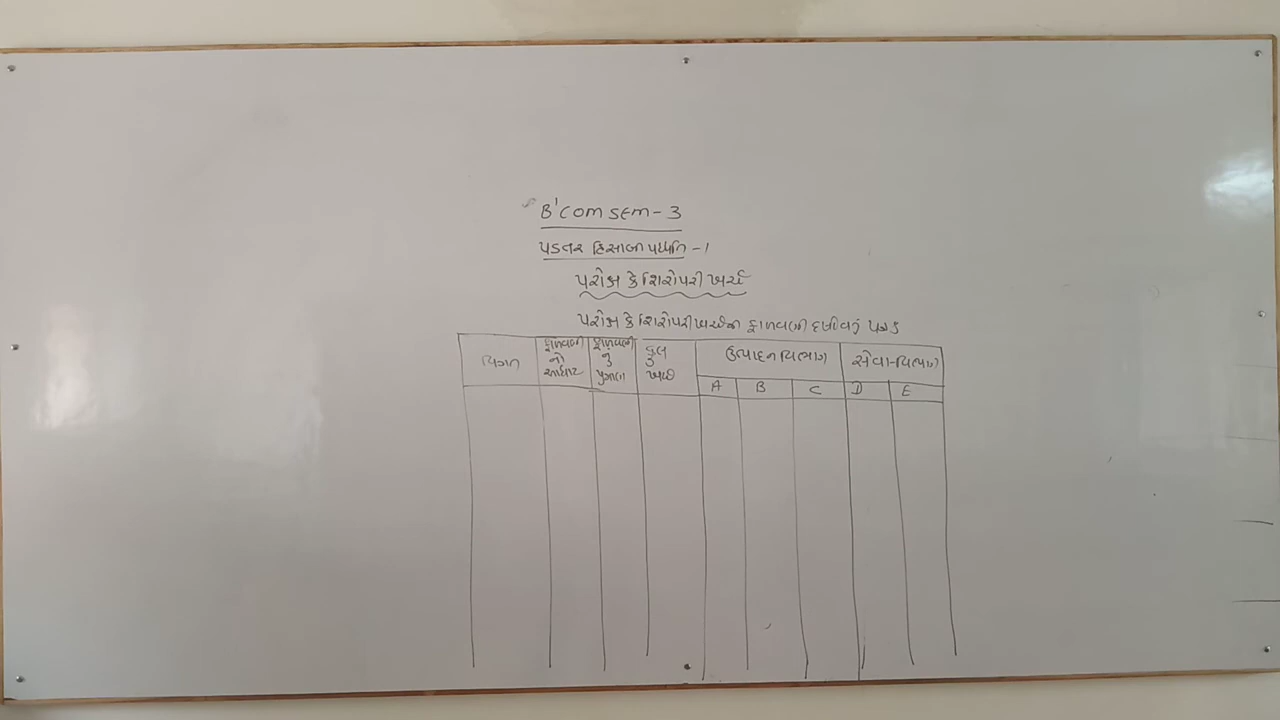 B'COM SEM-3
પડતર હિસાબી પધ્ધતિ -1
પરોક્ષ કે શિરોપરી ખર્ચ
પરોક્ષ કે શિરોપરી ખર્ચની ફાળવણી દર્શાવતું પત્રક
વિગત
ફાળવણી
નો
આધાર
ફાળવણી
નું
પ્રમાણ
કુલ
ખર્ચ
ઉત્પાદન વિભાગ
સેવા-વિભાગ
A B C D E